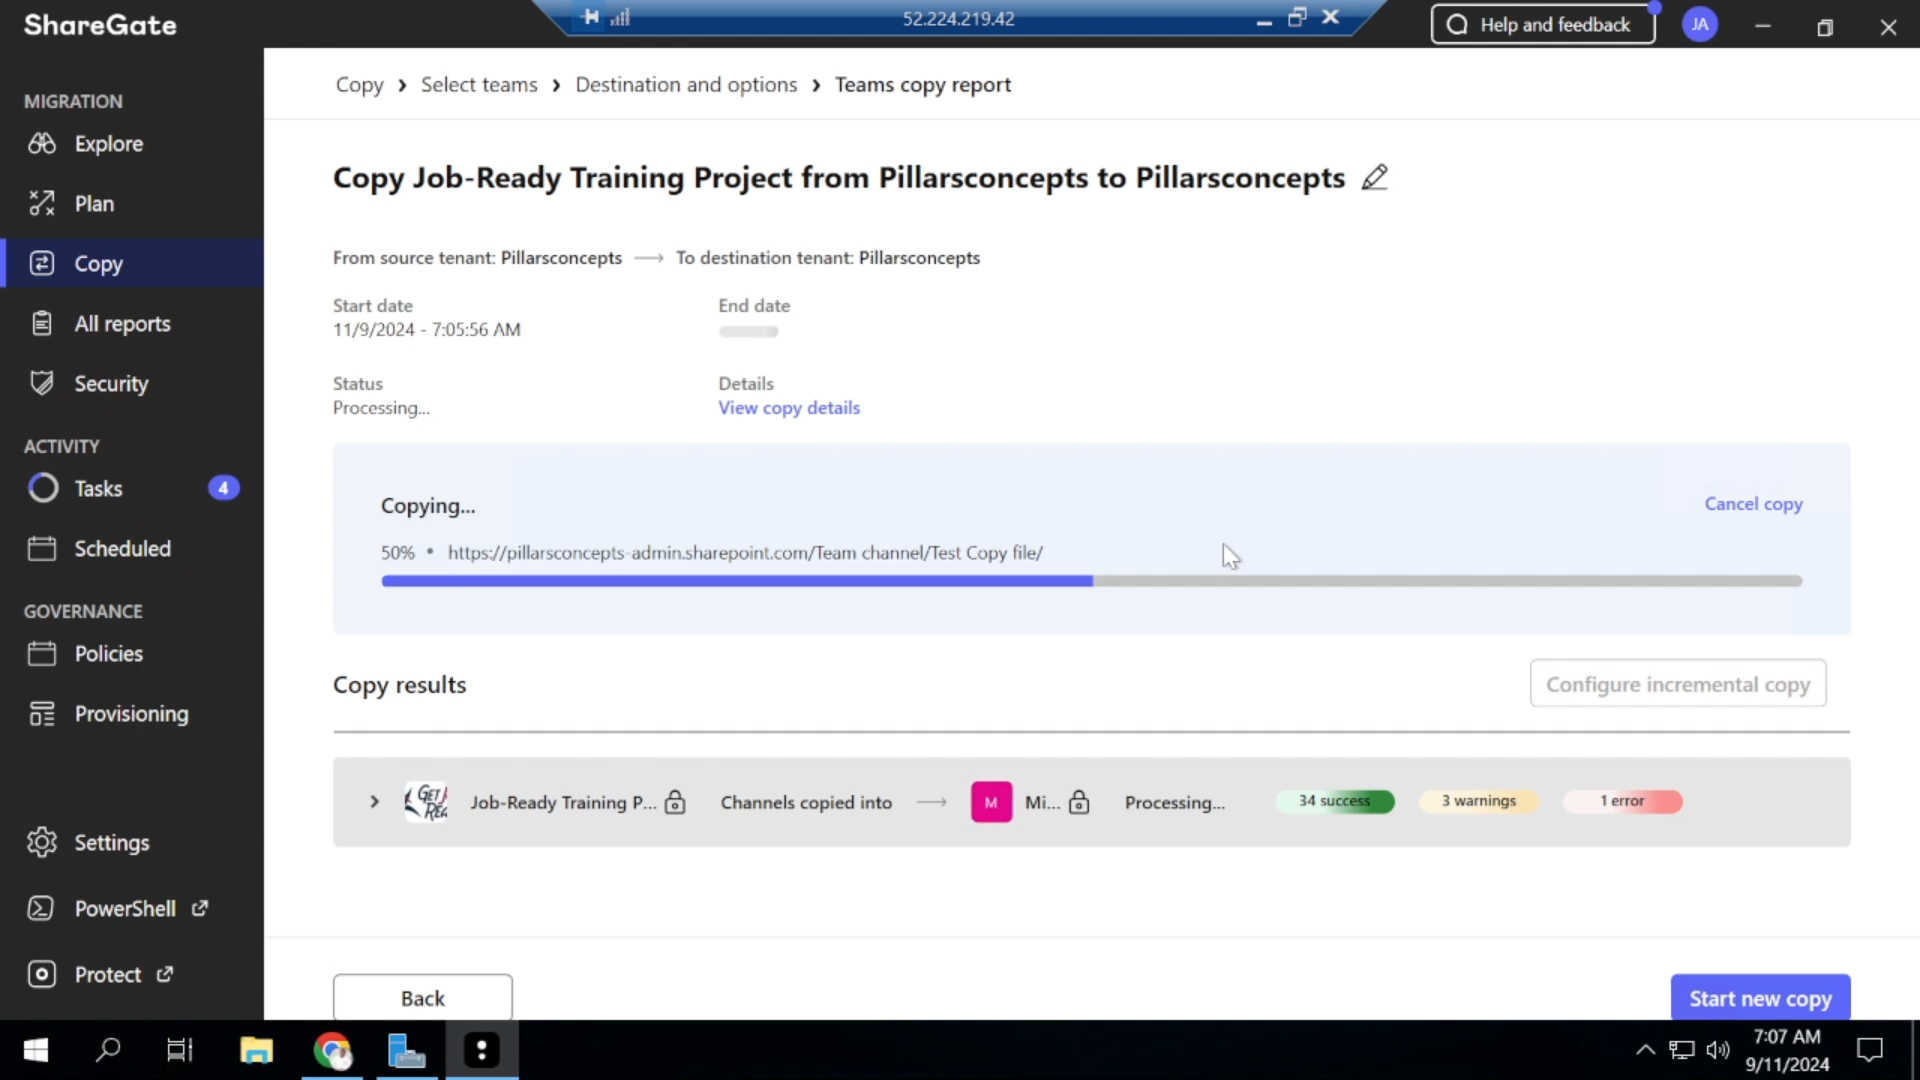 ShareGate
52.224.219.42
Help and feedback
JA
MIGRATION
Explore
Plan
Copy
All reports
Security
ACTIVITY
Tasks
4
Scheduled
GOVERNANCE
Policies
Provisioning
Settings
PowerShell
Protect
Copy > Select teams > Destination and options > Teams copy report
Copy Job-Ready Training Project from Pillarsconcepts to Pillarsconcepts
From source tenant: Pillarsconcepts → To destination tenant: Pillarsconcepts
Start date
11/9/2024 - 7:05:56 AM
End date
Status
Processing...
Details
View copy details
Copying...
Cancel copy
50% • https://pillarsconcepts-admin.sharepoint.com/Team channel/Test Copy file/
Copy results
Configure incremental copy
GET REA
Job-Ready Training P...
Channels copied into →
M
Mi...
Processing...
34 success
3 warnings
1 error
Back
Start new copy
7:07 AM
9/11/2024